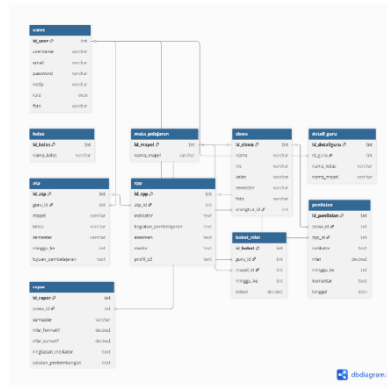 users
id_user int
username varchar
email varchar
password varchar
notlp varchar
role enum
foto varchar
kelas
id_kelas int
nama_kelas varchar
mata_pelajaran
id_mapel int
nama_mapel varchar
siswa
id_siswa int
nama varchar
nis varchar
kelas varchar
semester varchar
foto varchar
orangtua_id int
detail_guru
id_detailguru int
id_guru int
nama_kelas varchar
nama_mapel varchar
atp
id_atp int
guru_id int
mapel varchar
kelas varchar
semester varchar
minggu_ke int
tujuan_pembelajaran text
rpp
id_rpp int
atp_id int
indikator text
kegiatan_pembelajaran text
asesmen text
media text
profil_p5 text
bobot_nilai
id_bobot int
guru_id int
mapel_id int
minggu_ke int
bobot decimal
penilaian
id_penilaian int
siswa_id int
rpp_id int
indikator text
nilai decimal
minggu_ke int
komentar text
tanggal date
rapor
id_rapor int
siswa_id int
semester varchar
nilai_formatif decimal
nilai_sumatif decimal
ringkasan_indikator text
catatan_perkembangan text
dbdiagram.i